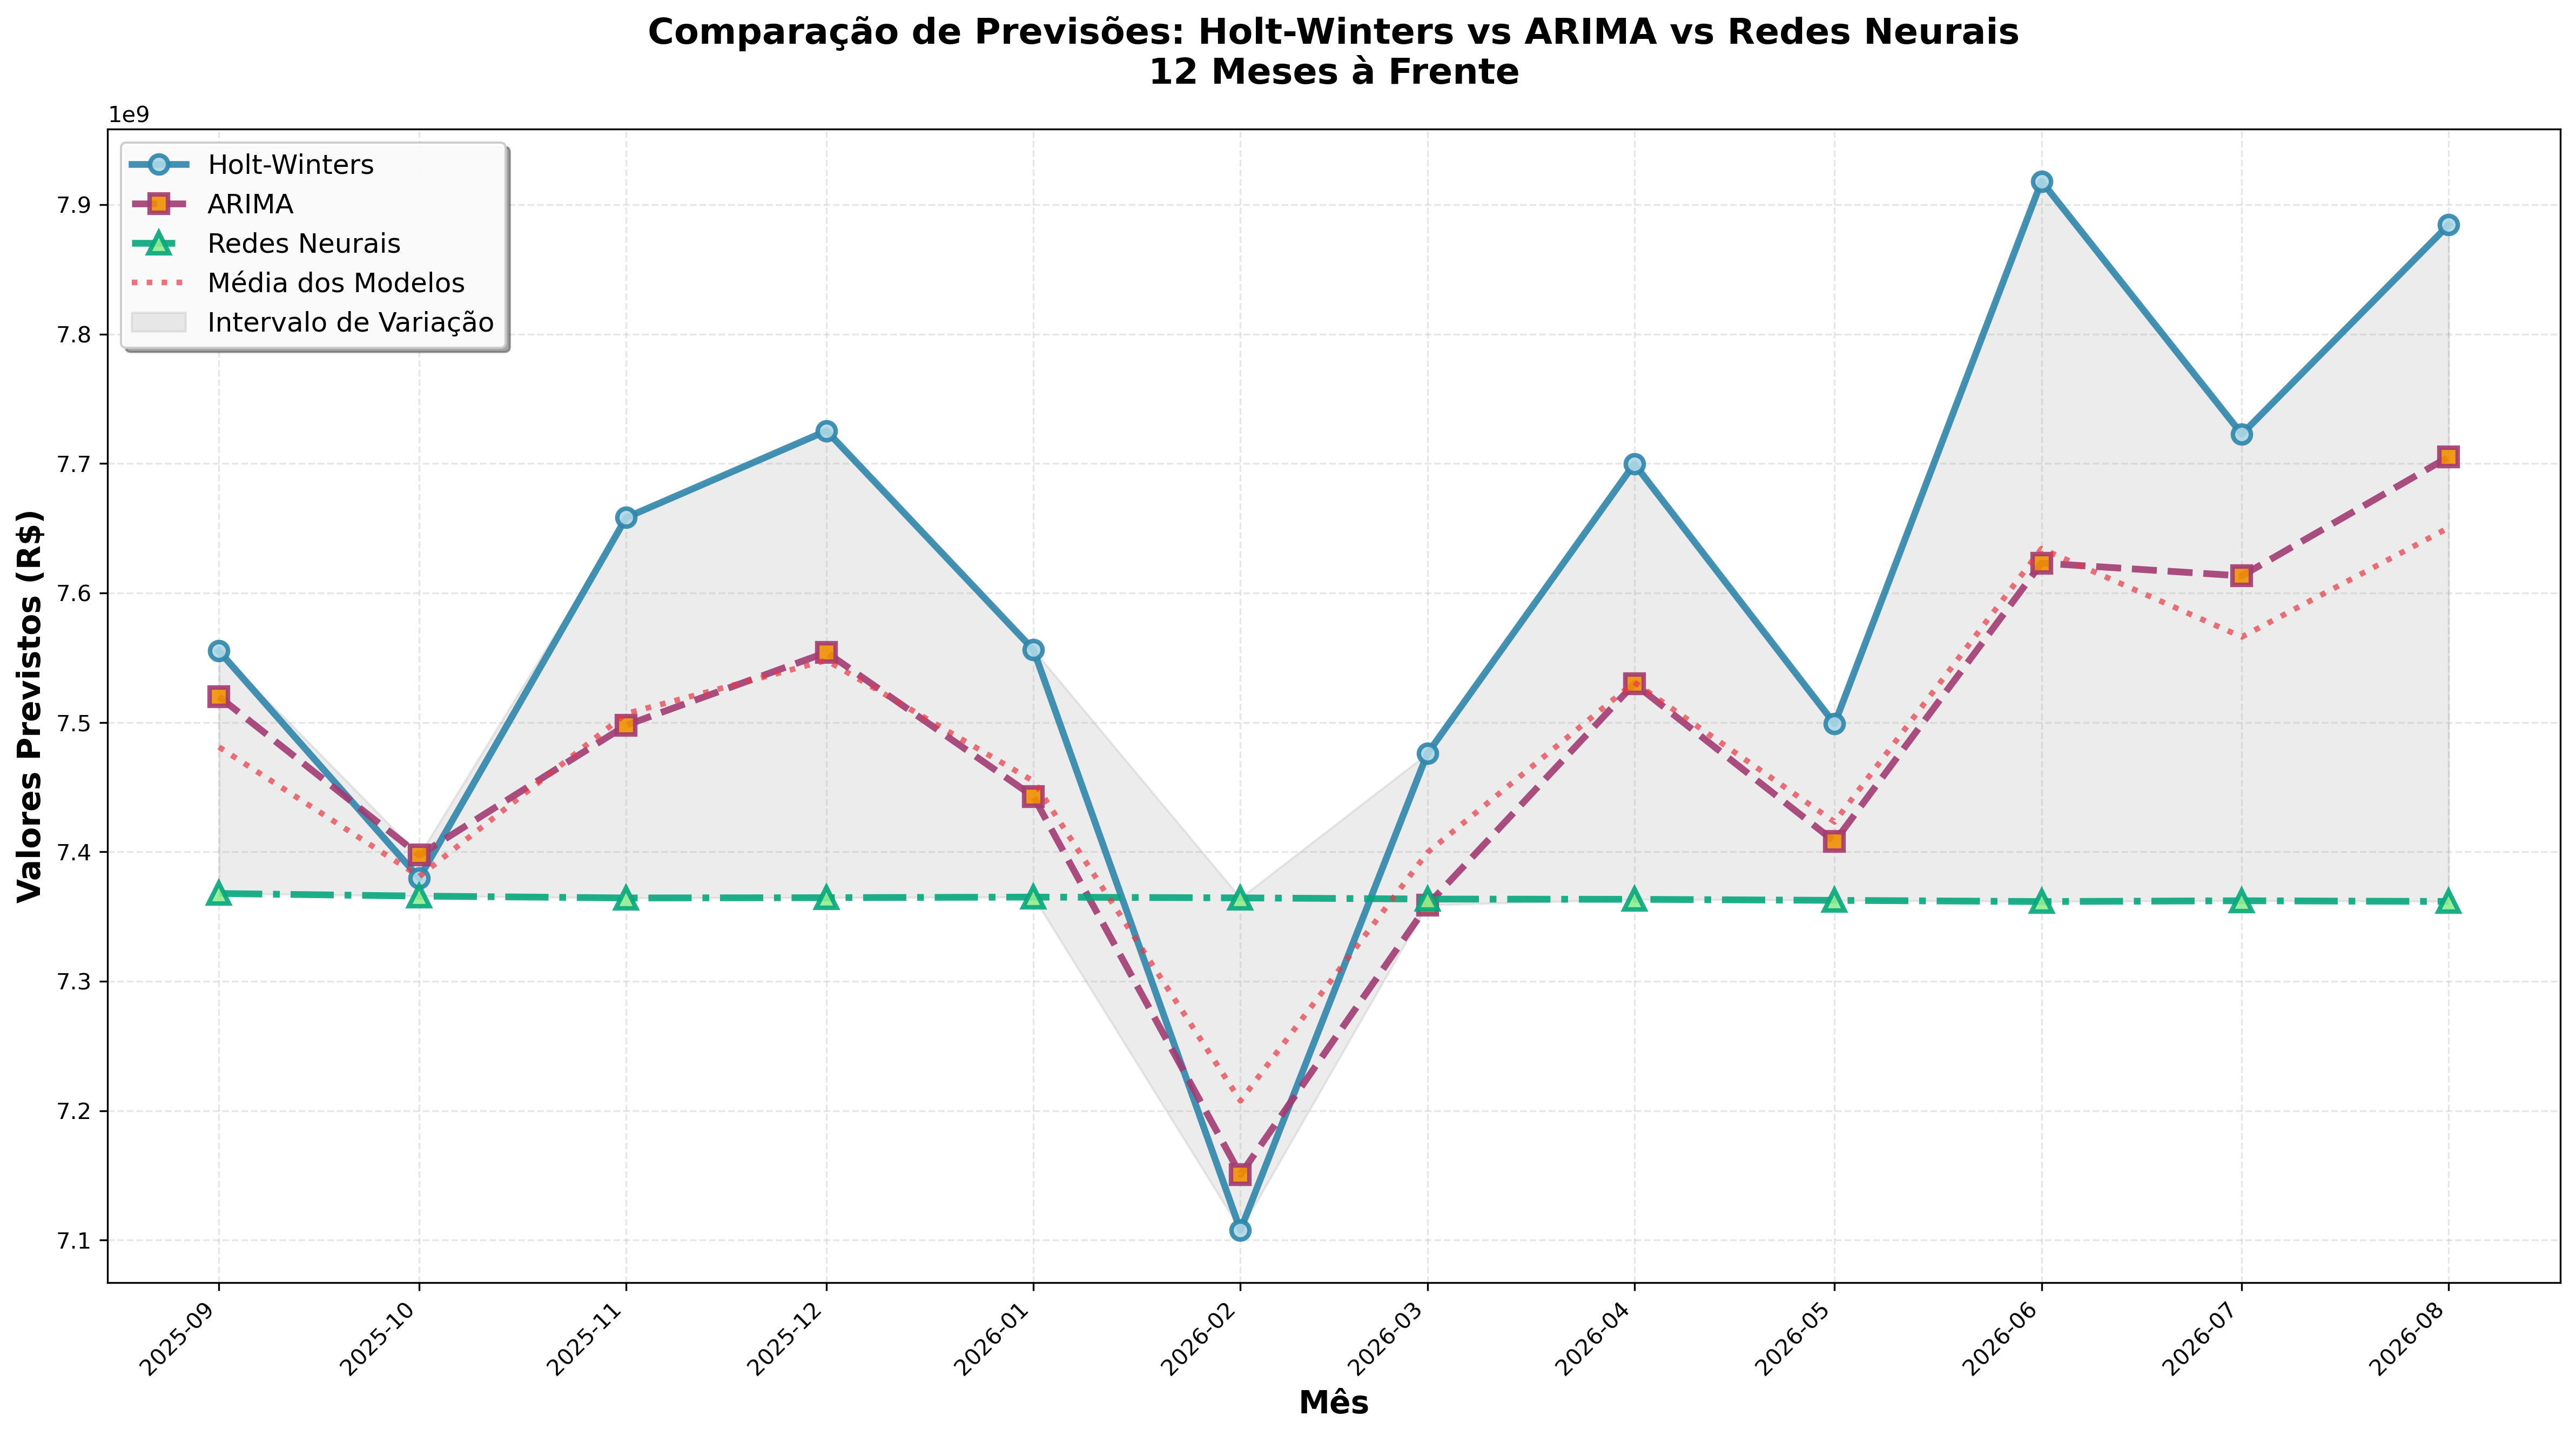 Comparação de Previsões: Holt-Winters vs ARIMA vs Redes Neurais
12 Meses à Frente
1e9
Holt-Winters
ARIMA
Redes Neurais
Média dos Modelos
Intervalo de Variação
Valores Previstos (R$)
7.9
7.8
7.7
7.6
7.5
7.4
7.3
7.2
7.1
2025-09
2025-10
2025-11
2025-12
2026-01
2026-02
2026-03
2026-04
2026-05
2026-06
2026-07
2026-08
Mês